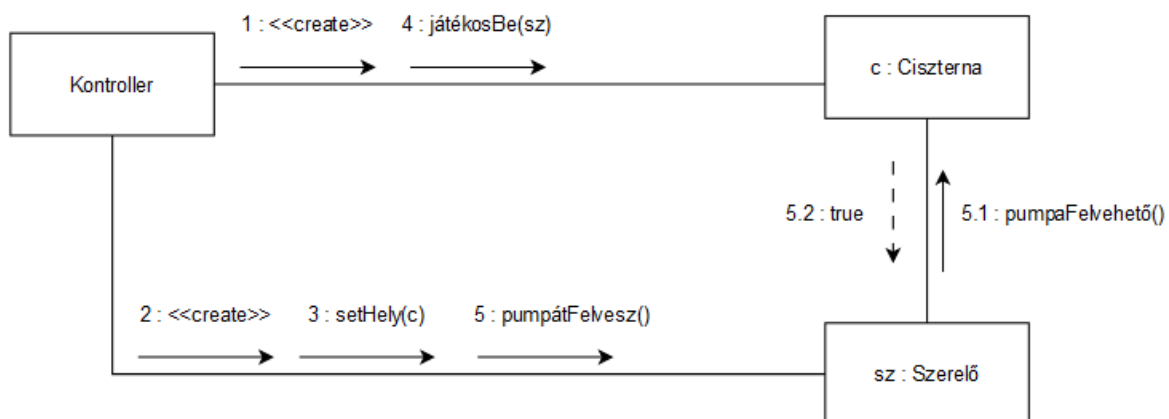 1 : <<create>>
4 : játékosBe(sz)
Kontroller
c : Ciszterna
5.2 : true
5.1 : pumpaFelvehető()
2 : <<create>>
3 : setHely(c)
5 : pumpátFelvesz()
sz : Szerelő